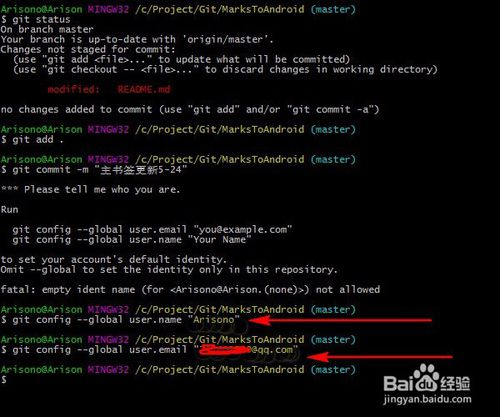 Arisono@Arison MINGW32 /c/Project/Git/MarksToAndroid (master)
$ git status
On branch master
Your branch is up-to-date with 'origin/master'.
Changes not staged for commit:
(use "git add <file>..." to update what will be committed)
(use "git checkout -- <file>..." to discard changes in working directory)
modified: README.md
no changes added to commit (use "git add" and/or "git commit -a")
Arisono@Arison MINGW32 /c/Project/Git/MarksToAndroid (master)
$ git add .
Arisono@Arison MINGW32 /c/Project/Git/MarksToAndroid (master)
$ git commit -m "主书签更新5-24"
*** Please tell me who you are.
Run
git config --global user.email "you@example.com"
git config --global user.name "Your Name"
to set your account's default identity.
Omit --global to set the identity only in this repository.
fatal: empty ident name (for <Arisono@Arison.(none)>) not allowed
Arisono@Arison MINGW32 /c/Project/Git/MarksToAndroid (master)
$ git config --global user.name "Arisono"
Arisono@Arison MINGW32 /c/Project/Git/MarksToAndroid (master)
$ git config --global user.email "@qq.com"
Arisono@Arison MINGW32 /c/Project/Git/MarksToAndroid (master)
$
Baidu百度经验
jingyan.baidu.com